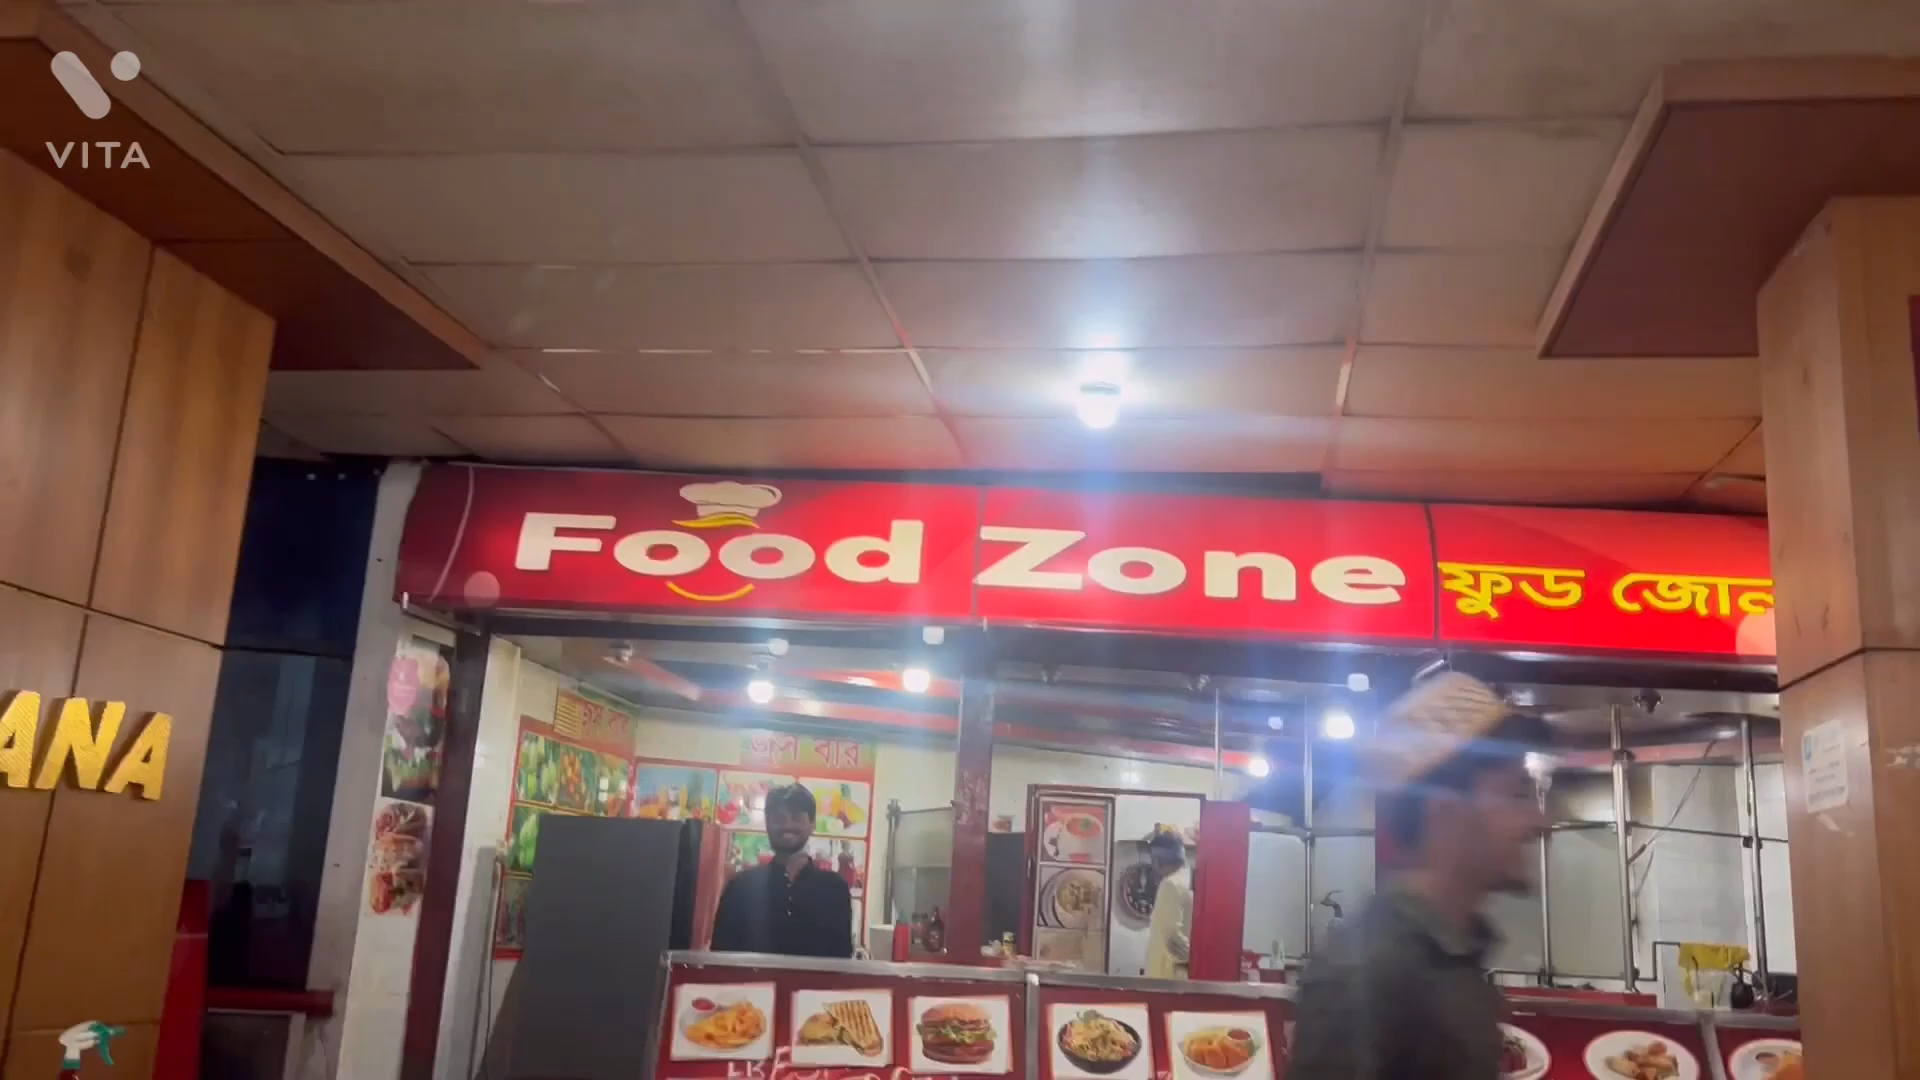 VITA
Food Zone
ফুড জোন
ANA
জুস বার
জুস বার